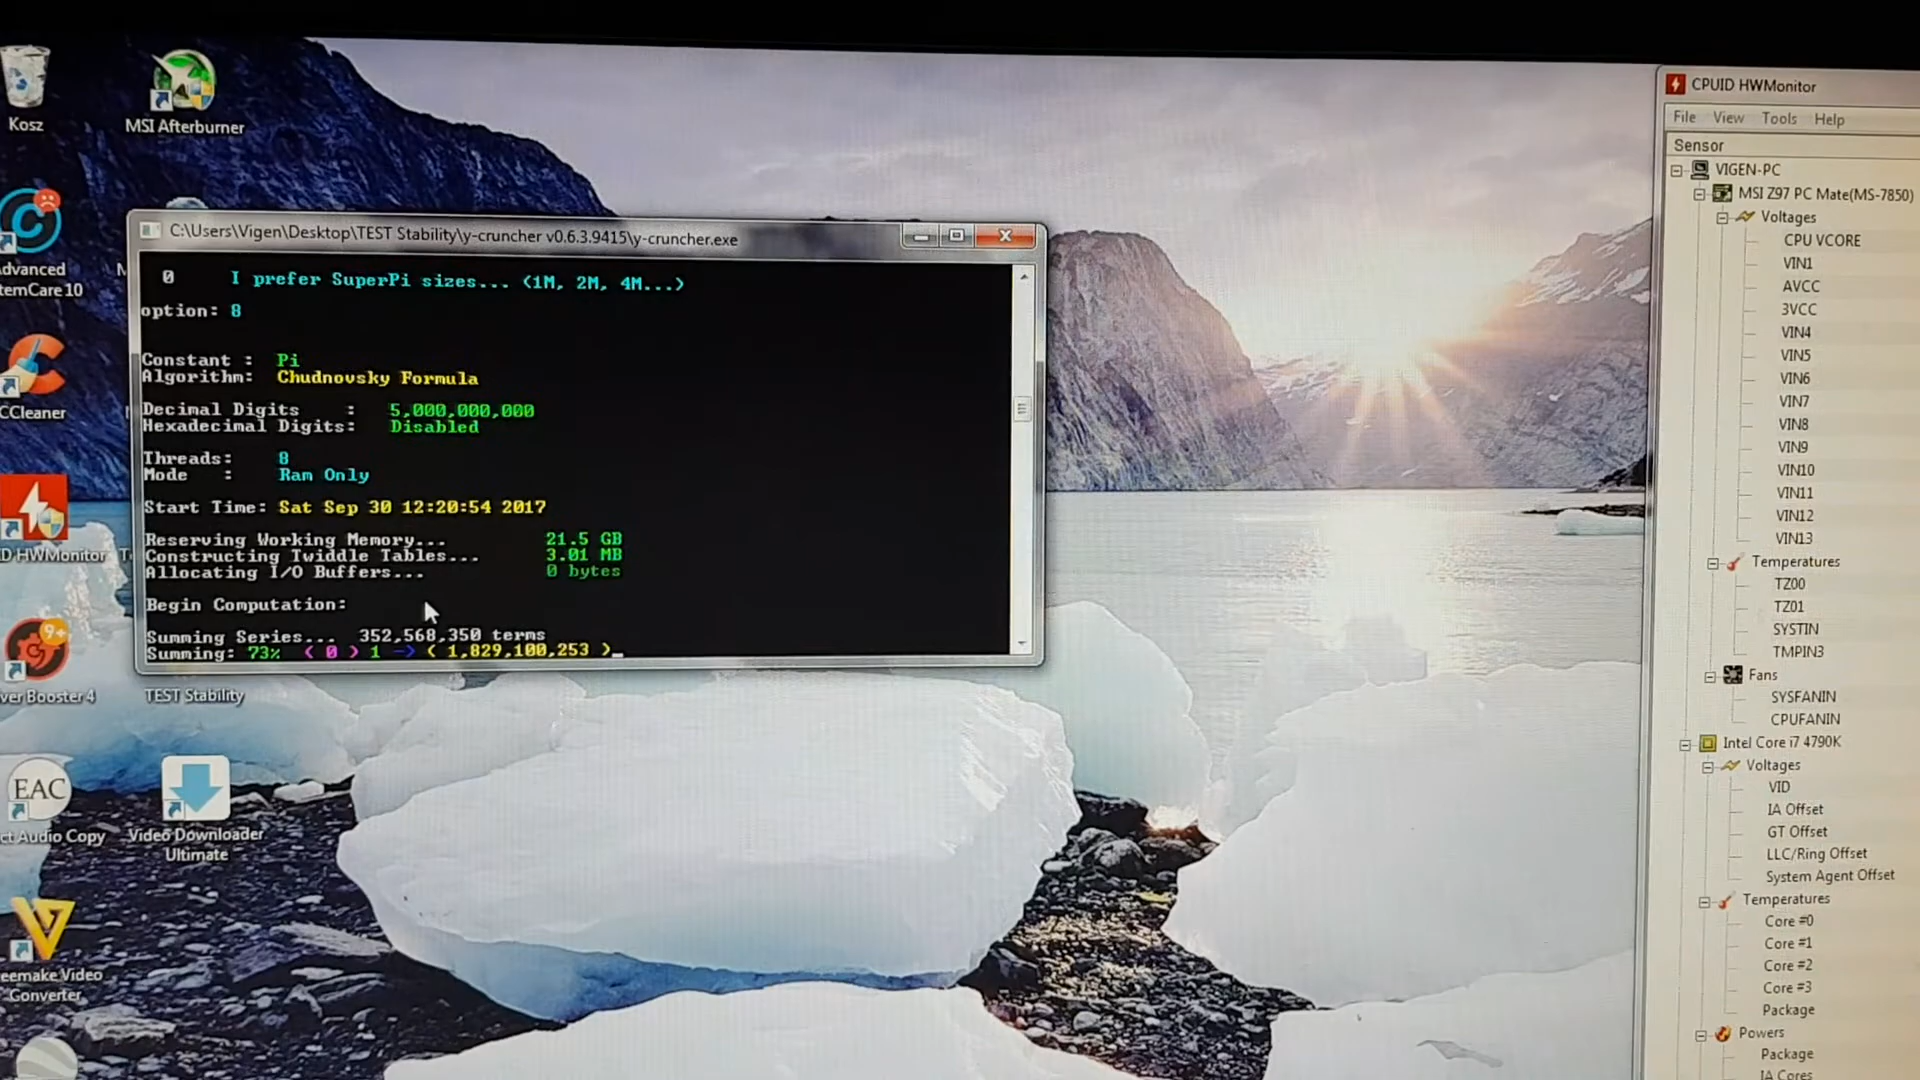 Kosz
MSI Afterburner
Advanced
temCare 10
CCleaner
D HWMonitor
ver Booster 4
TEST Stability
EAC
ct Audio Copy
Video Downloader
Ultimate
eemake Video
Converter
C:\Users\Vigen\Desktop\TEST Stability\y-cruncher v0.6.3.9415\y-cruncher.exe
0 I prefer SuperPi sizes... (1M, 2M, 4M...)
option: 8
Constant : Pi
Algorithm: Chudnovsky Formula
Decimal Digits : 5,000,000,000
Hexadecimal Digits: Disabled
Threads: 8
Mode : Ram Only
Start Time: Sat Sep 30 12:20:54 2017
Reserving Working Memory... 21.5 GB
Constructing Twiddle Tables... 3.01 MB
Allocating I/O Buffers... 0 bytes
Begin Computation:
Summing Series... 352,568,350 terms
Summing: 73% ( 0 ) 1 -> ( 1,829,100,253 )_
CPUID HWMonitor
File View Tools Help
Sensor
VIGEN-PC
MSI Z97 PC Mate(MS-7850)
Voltages
CPU VCORE
VIN1
AVCC
3VCC
VIN4
VIN5
VIN6
VIN7
VIN8
VIN9
VIN10
VIN11
VIN12
VIN13
Temperatures
TZ00
TZ01
SYSTIN
TMPIN3
Fans
SYSFANIN
CPUFANIN
Intel Core i7 4790K
Voltages
VID
IA Offset
GT Offset
LLC/Ring Offset
System Agent Offset
Temperatures
Core #0
Core #1
Core #2
Core #3
Package
Powers
Package
IA Cores